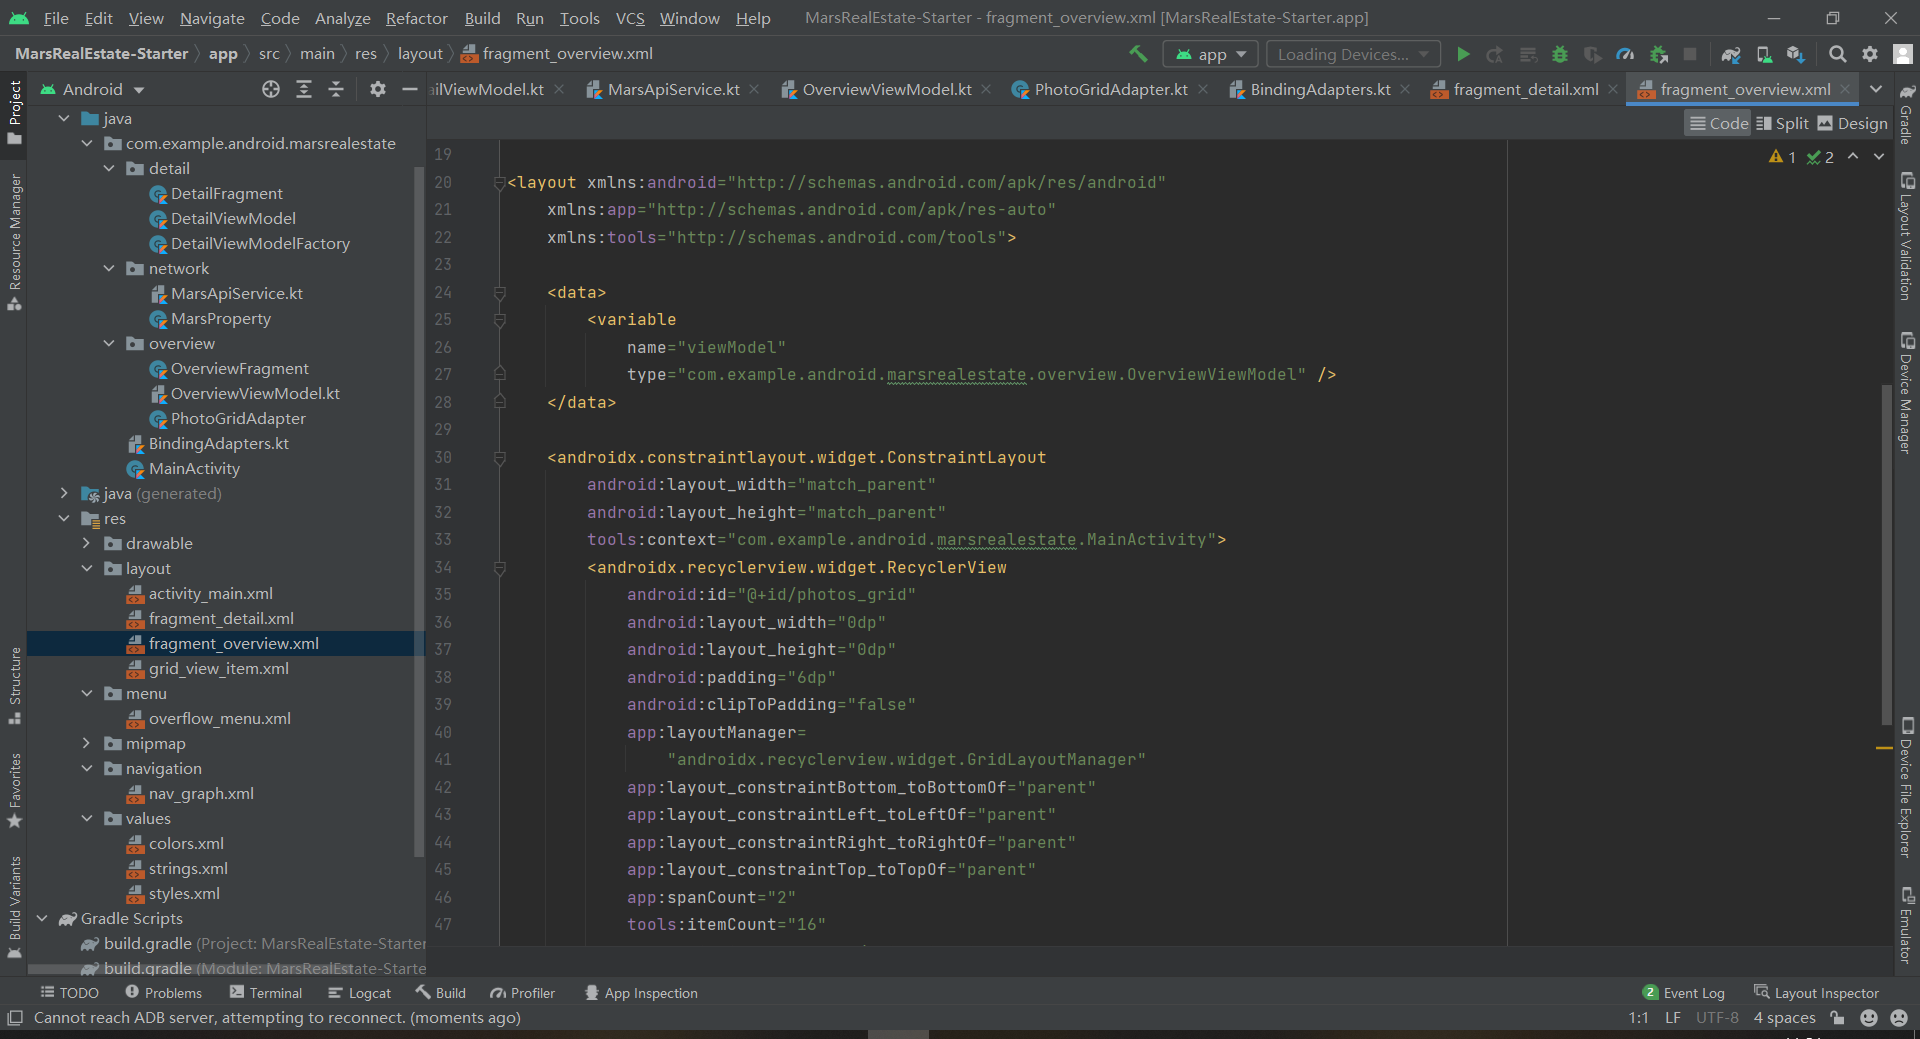 File Edit View Navigate Code Analyze Refactor Build Run Tools VCS Window Help MarsRealEstate-Starter - fragment_overview.xml [MarsRealEstate-Starter.app]
MarsRealEstate-Starter app src main res layout fragment_overview.xml app Loading Devices...
Project
Resource Manager
Structure
Favorites
Build Variants
Android
java
com.example.android.marsrealestate
detail
DetailFragment
DetailViewModel
DetailViewModelFactory
network
MarsApiService.kt
MarsProperty
overview
OverviewFragment
OverviewViewModel.kt
PhotoGridAdapter
BindingAdapters.kt
MainActivity
java (generated)
res
drawable
layout
activity_main.xml
fragment_detail.xml
fragment_overview.xml
grid_view_item.xml
menu
overflow_menu.xml
mipmap
navigation
nav_graph.xml
values
colors.xml
strings.xml
styles.xml
Gradle Scripts
build.gradle (Project: MarsRealEstate-Starter
build.gradle (Module: MarsRealEstate-Starte
ailViewModel.kt MarsApiService.kt OverviewViewModel.kt PhotoGridAdapter.kt BindingAdapters.kt fragment_detail.xml fragment_overview.xml
Code Split Design
1 2
19
20 <layout xmlns:android="http://schemas.android.com/apk/res/android"
21 xmlns:app="http://schemas.android.com/apk/res-auto"
22 xmlns:tools="http://schemas.android.com/tools">
23
24 <data>
25 <variable
26 name="viewModel"
27 type="com.example.android.marsrealestate.overview.OverviewViewModel" />
28 </data>
29
30 <androidx.constraintlayout.widget.ConstraintLayout
31 android:layout_width="match_parent"
32 android:layout_height="match_parent"
33 tools:context="com.example.android.marsrealestate.MainActivity">
34 <androidx.recyclerview.widget.RecyclerView
35 android:id="@+id/photos_grid"
36 android:layout_width="0dp"
37 android:layout_height="0dp"
38 android:padding="6dp"
39 android:clipToPadding="false"
40 app:layoutManager=
41 "androidx.recyclerview.widget.GridLayoutManager"
42 app:layout_constraintBottom_toBottomOf="parent"
43 app:layout_constraintLeft_toLeftOf="parent"
44 app:layout_constraintRight_toRightOf="parent"
45 app:layout_constraintTop_toTopOf="parent"
46 app:spanCount="2"
47 tools:itemCount="16"
Gradle
Layout Validation
Device Manager
Device File Explorer
Emulator
TODO Problems Terminal Logcat Build Profiler App Inspection 2 Event Log Layout Inspector
Cannot reach ADB server, attempting to reconnect. (moments ago) 1:1 LF UTF-8 4 spaces